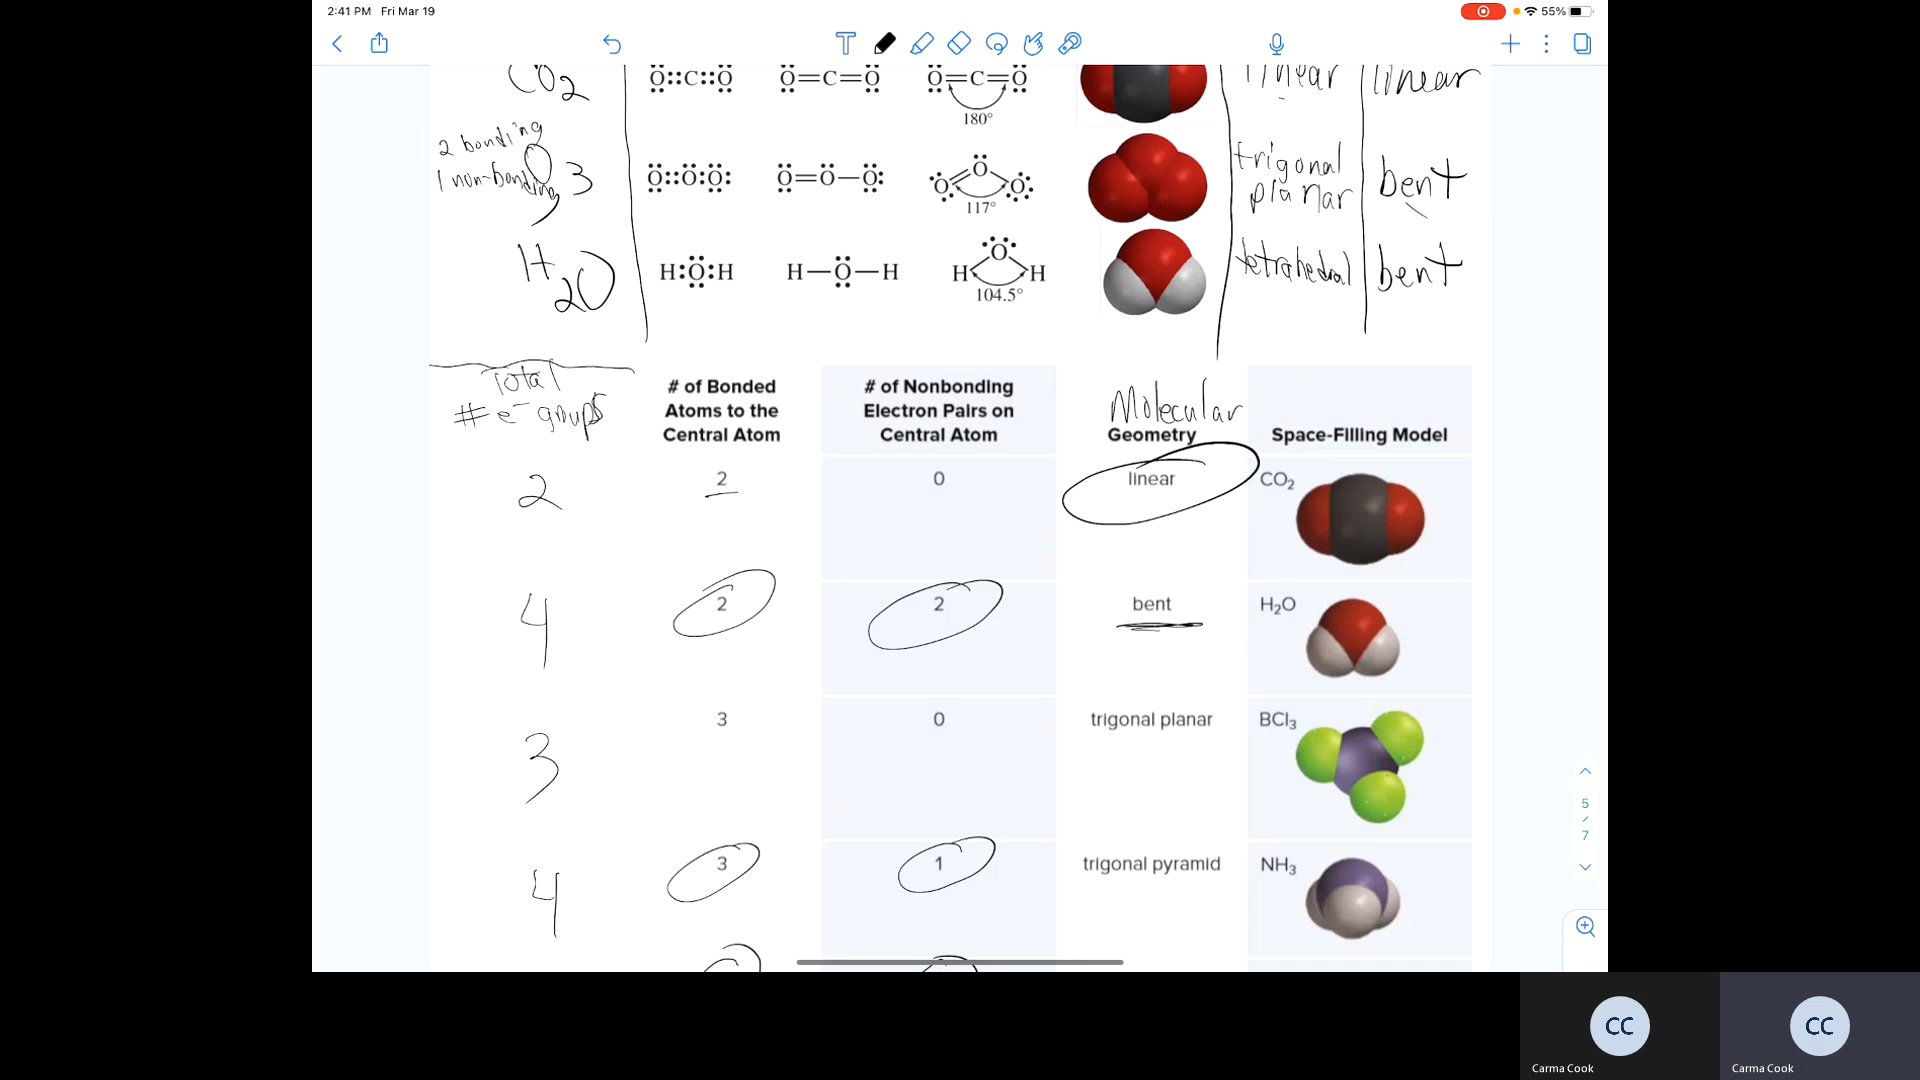 2:41 PM Fri Mar 19
55%
CO2 Ö::C::Ö Ö=C=Ö Ö=C=Ö linear linear
180°
2 bonding
1 non-bonding
O3 Ö::Ö:Ö: Ö=Ö—Ö: trigonal planar bent
117°
H2O H:Ö:H H—Ö—H H O H tetrahedral bent
104.5°
Total # e- groups
# of Bonded Atoms to the Central Atom
# of Nonbonding Electron Pairs on Central Atom
Molecular Geometry
Space-Filling Model
2 2 0 linear CO₂
4 2 2 bent H₂O
3 3 0 trigonal planar BCl₃
4 3 1 trigonal pyramid NH₃
5
/
7
CC CC
Carma Cook Carma Cook